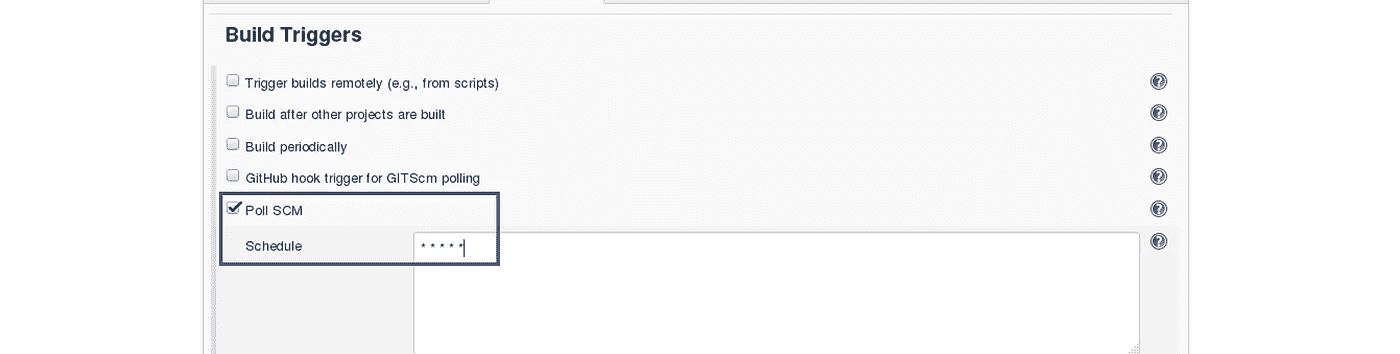 Build Triggers
Trigger builds remotely (e.g., from scripts)
Build after other projects are built
Build periodically
GitHub hook trigger for GITScm polling
Poll SCM
Schedule * * * * *